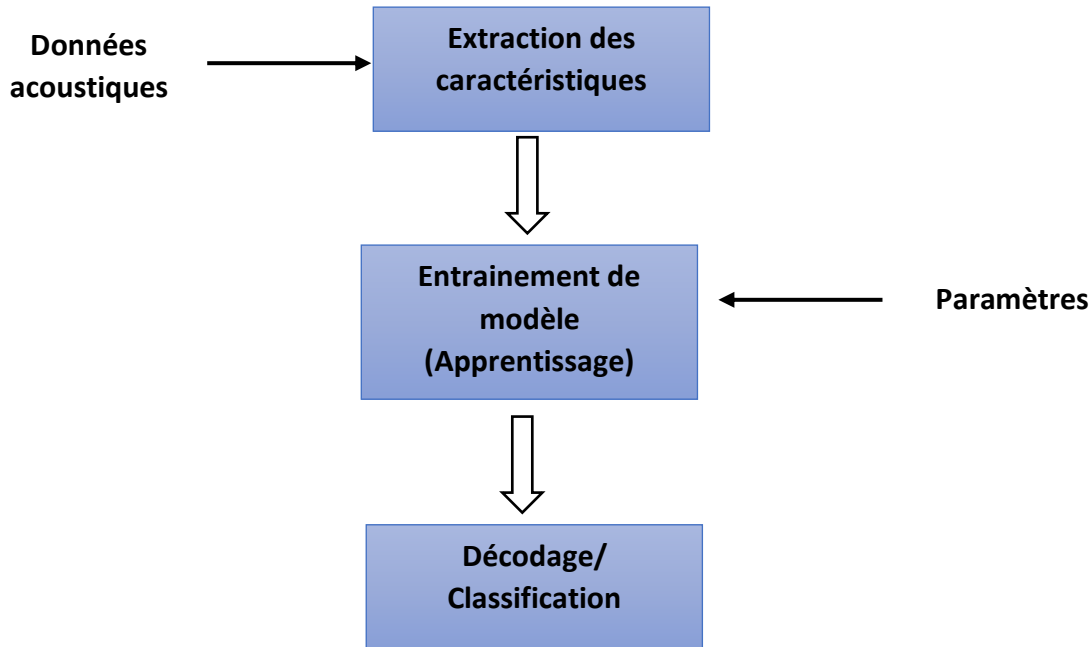 Données
acoustiques
Extraction des
caractéristiques
Entrainement de
modèle
(Apprentissage)
Paramètres
Décodage/
Classification